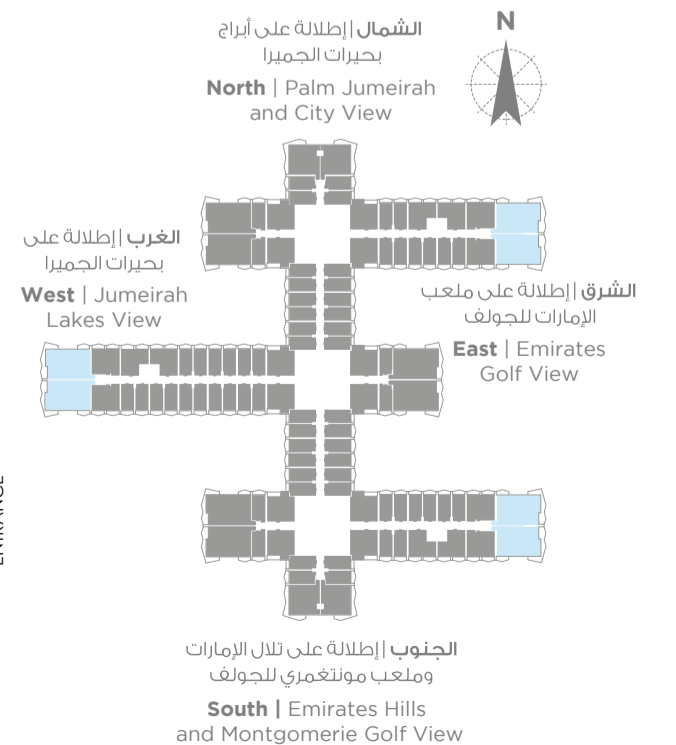 الشمال | إطلالة على أبراج
بحيرات الجميرا
North | Palm Jumeirah
and City View
N
الغرب | إطلالة على
بحيرات الجميرا
West | Jumeirah
Lakes View
الشرق | إطلالة على ملعب
الإمارات للجولف
East | Emirates
Golf View
الجنوب | إطلالة على تلال الإمارات
وملعب مونتغمري للجولف
South | Emirates Hills
and Montgomerie Golf View